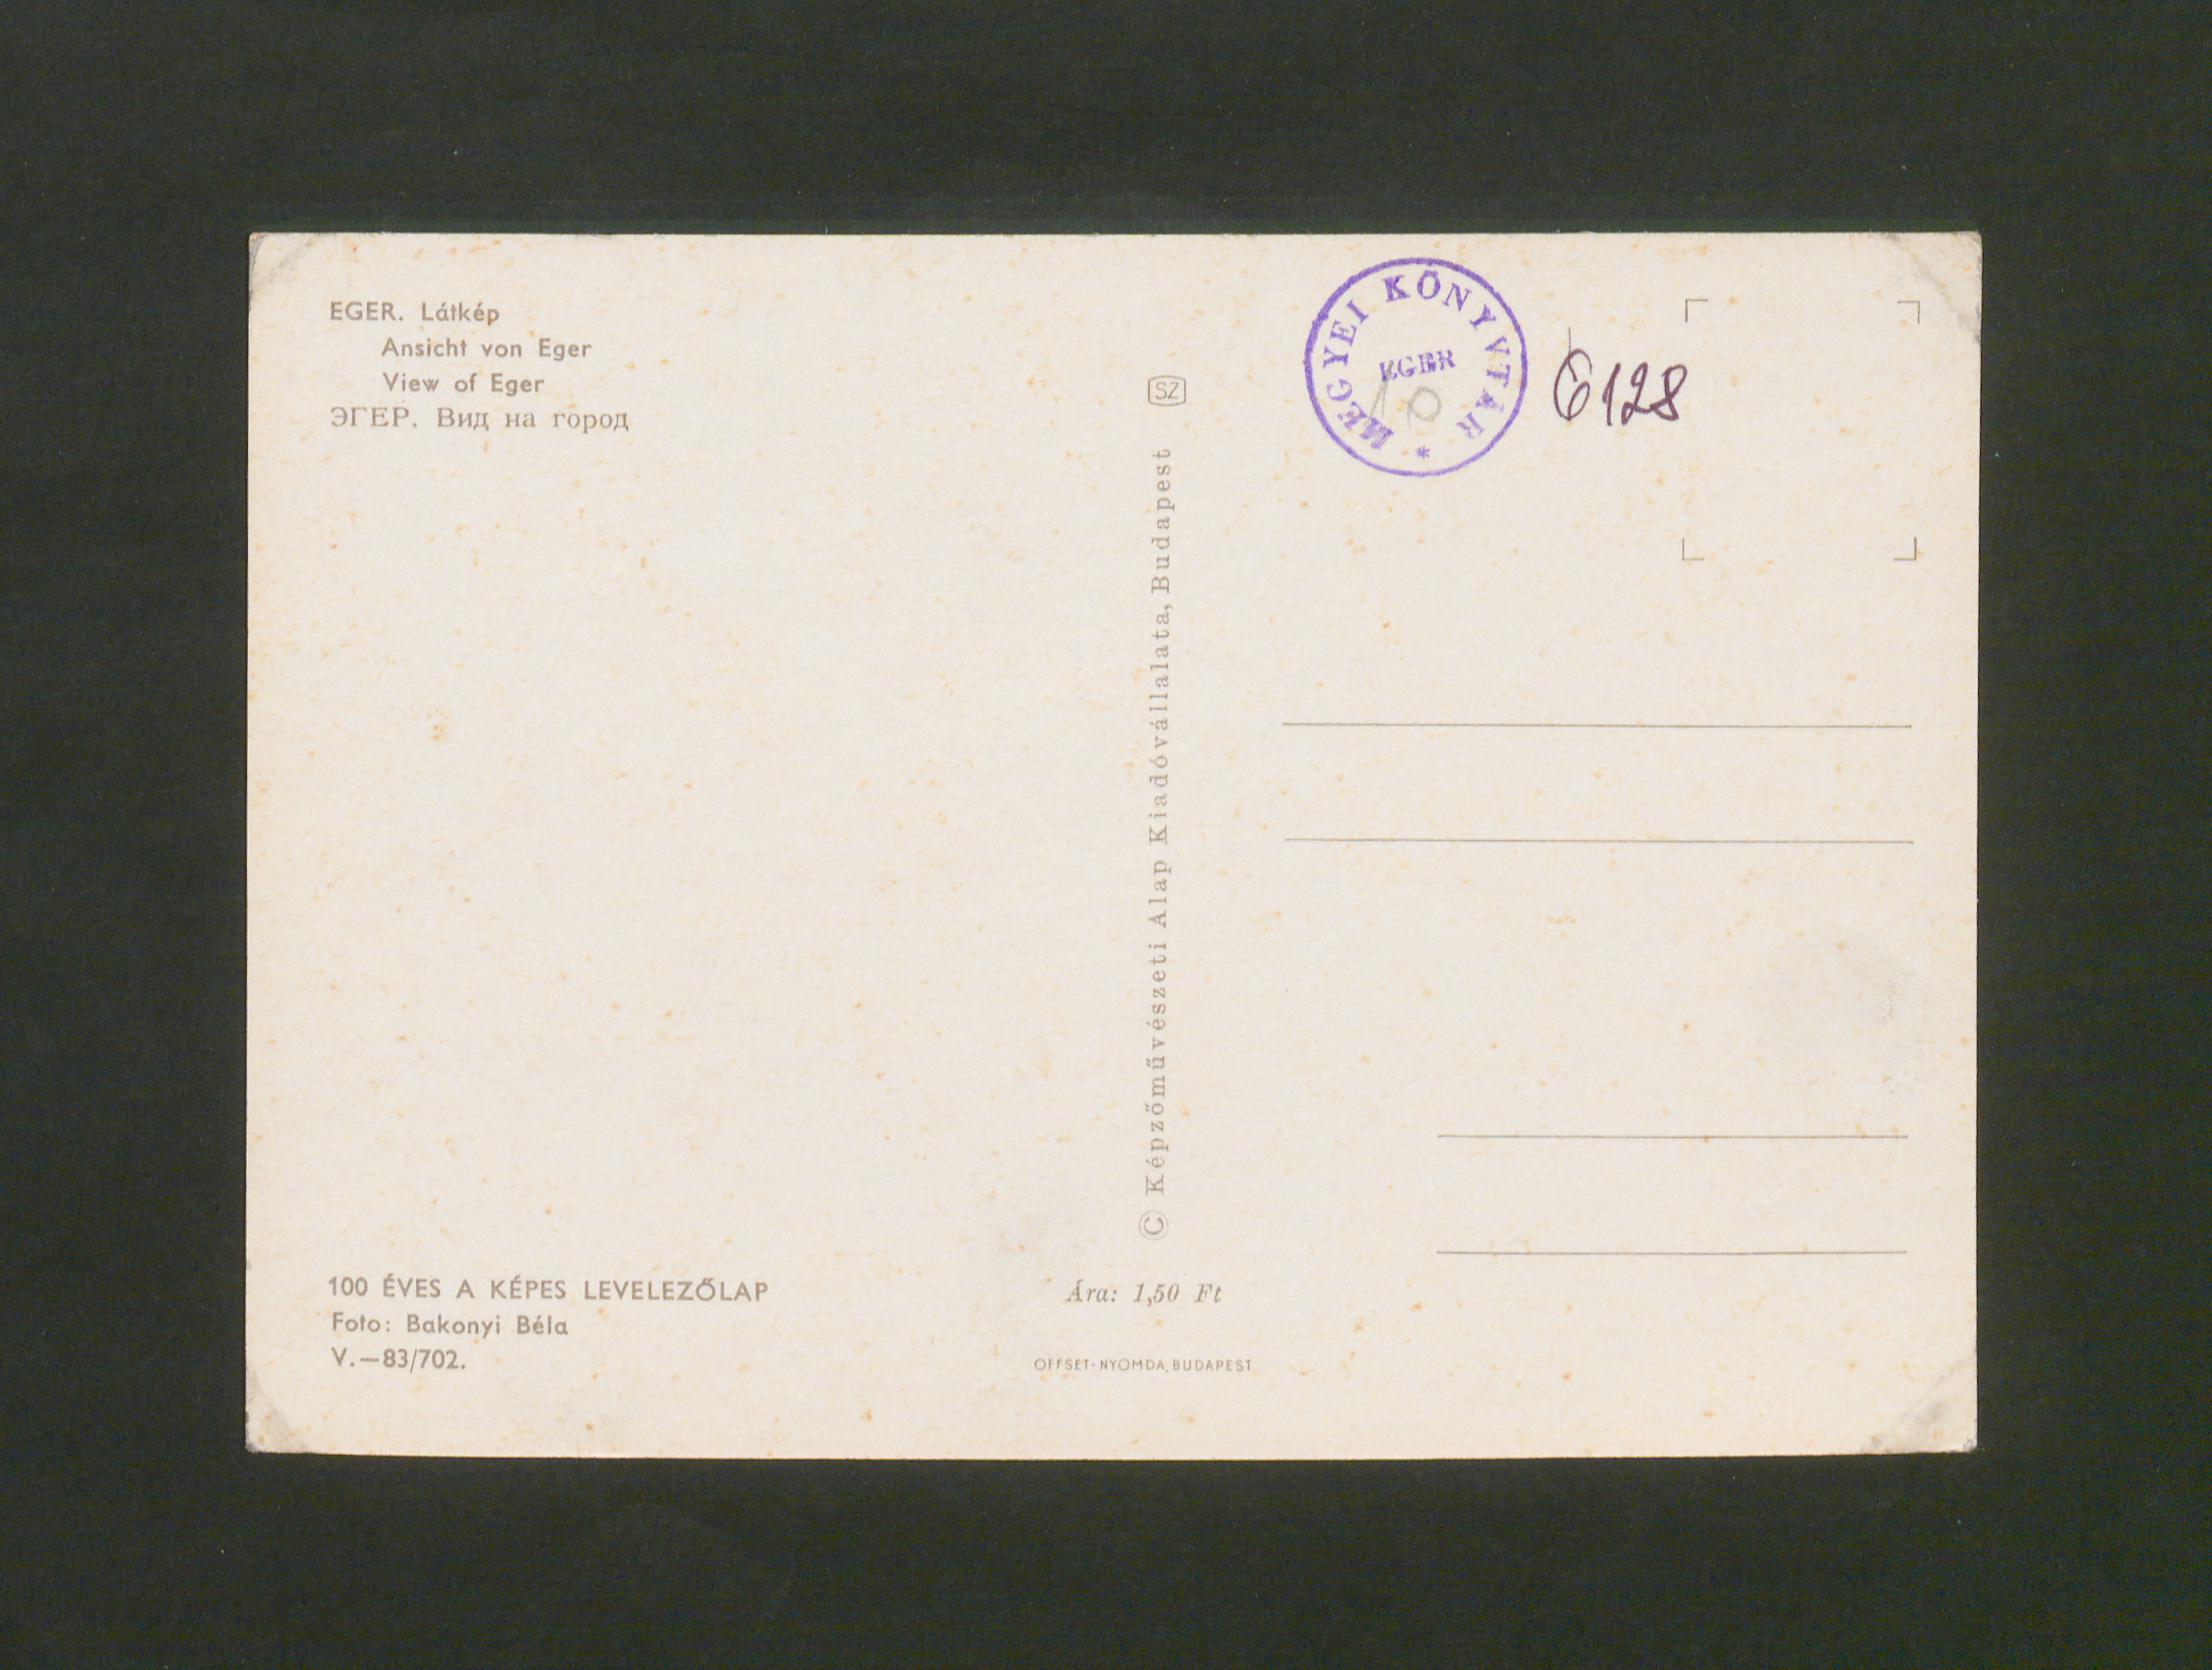 EGER. Látkép
Ansicht von Eger
View of Eger
ЭГЕР. Вид на город
100 ÉVES A KÉPES LEVELEZŐLAP
Foto: Bakonyi Béla
V.—83/702.
SZ
© Képzőművészeti Alap Kiadóvállalata, Budapest
Ára: 1,50 Ft
OFFSET-NYOMDA, BUDAPEST
MEGYEI KÖNYVTÁR *
EGER
10
6128